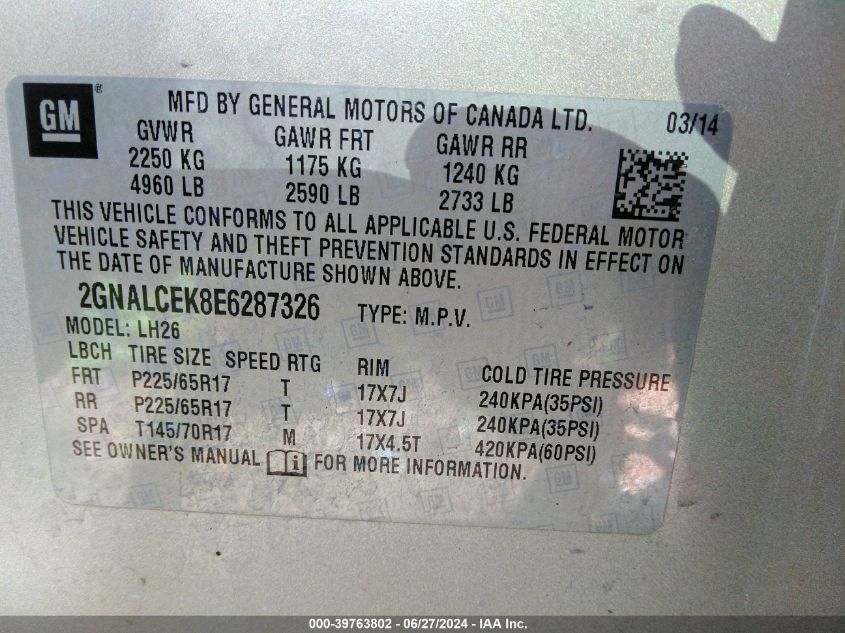 GM ®
MFD BY GENERAL MOTORS OF CANADA LTD. 03/14
GVWR GAWR FRT GAWR RR
2250 KG 1175 KG 1240 KG
4960 LB 2590 LB 2733 LB
THIS VEHICLE CONFORMS TO ALL APPLICABLE U.S. FEDERAL MOTOR
VEHICLE SAFETY AND THEFT PREVENTION STANDARDS IN EFFECT ON
THE DATE OF MANUFACTURE SHOWN ABOVE.
2GNALCEK8E6287326 TYPE: M.P.V.
MODEL: LH26
LBCH TIRE SIZE SPEED RTG RIM COLD TIRE PRESSURE
FRT P225/65R17 T 17X7J 240KPA(35PSI)
RR P225/65R17 T 17X7J 240KPA(35PSI)
SPA T145/70R17 M 17X4.5T 420KPA(60PSI)
SEE OWNER'S MANUAL i FOR MORE INFORMATION.
000-39763802 - 06/27/2024 - IAA Inc.